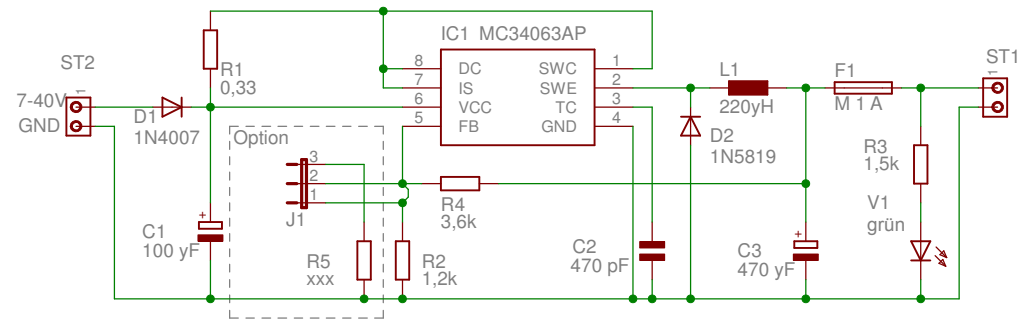 IC1 MC34063AP
ST2
1
7-40V
GND
D1
1N4007
R1
0,33
8
7
6
5
DC
IS
VCC
FB
SWC
SWE
TC
GND
1
2
3
4
L1
220yH
F1
M 1 A
ST1
1
D2
1N5819
R3
1,5k
V1
grün
Option
3
2
1
J1
R4
3,6k
C1
+
100 yF
R5
xxx
R2
1,2k
C2
470 pF
C3
+
470 yF